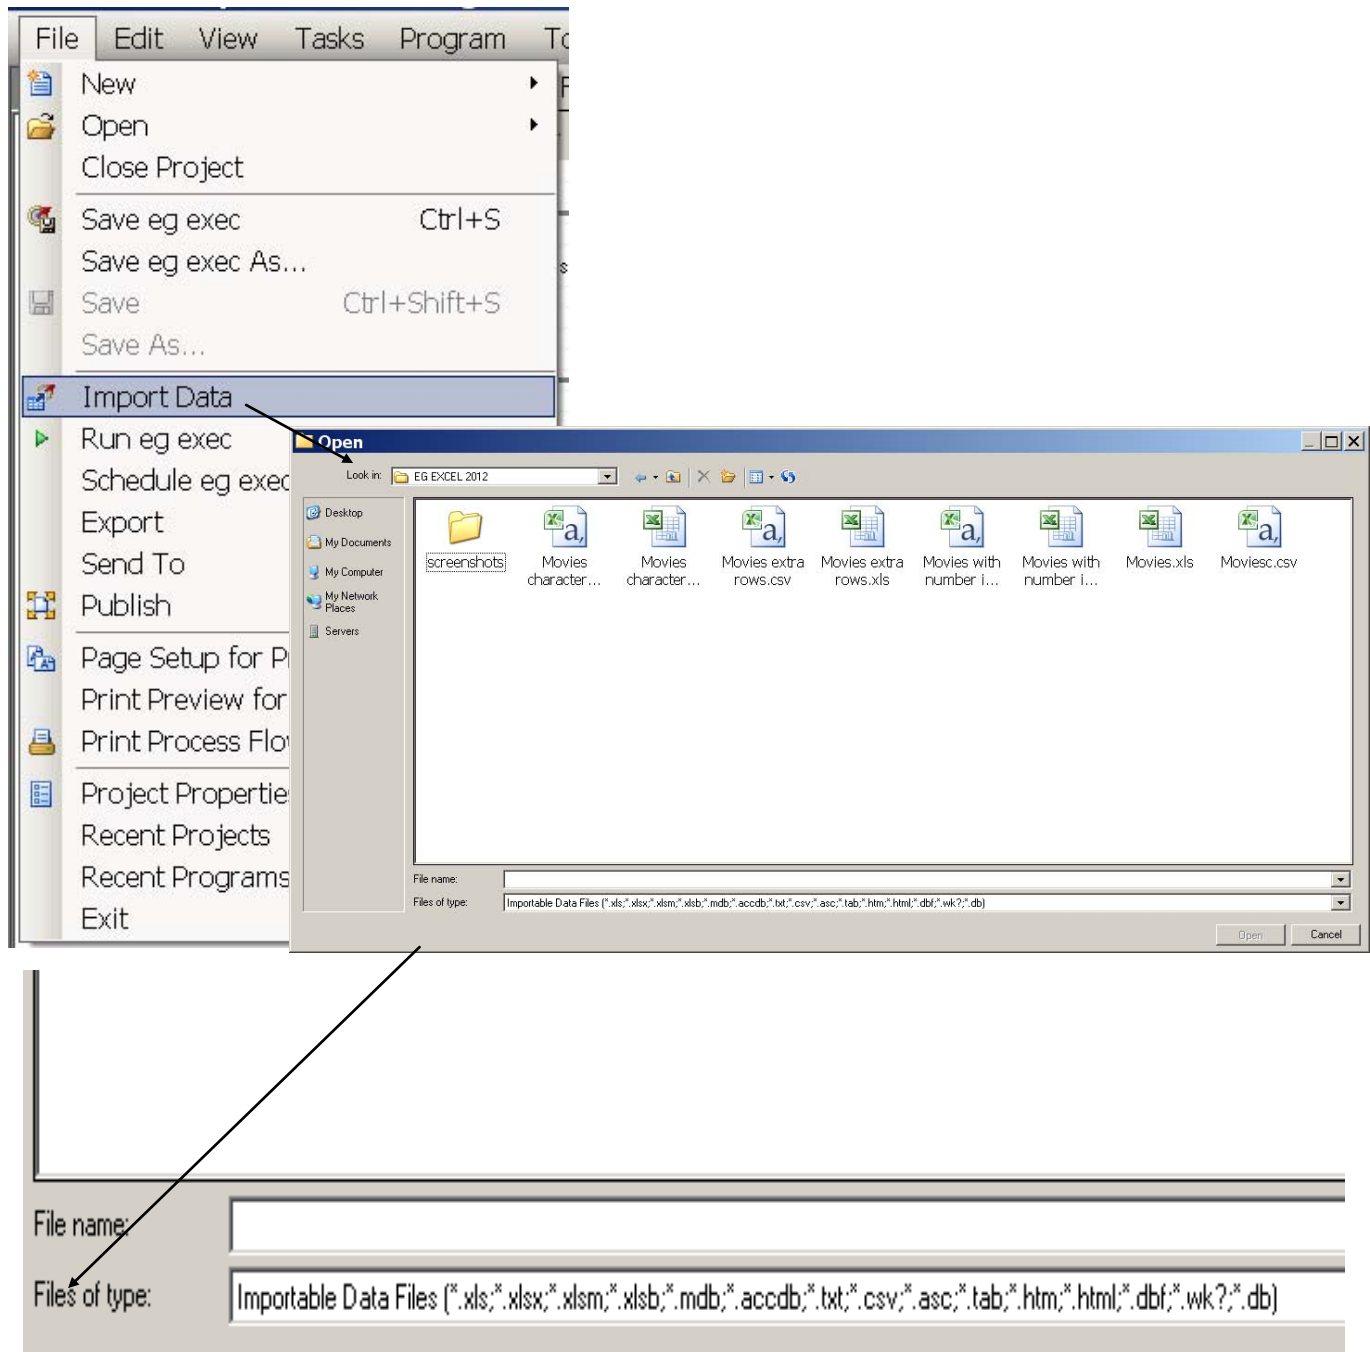 File Edit View Tasks Program
New
Open
Close Project
Save eg exec Ctrl+S
Save eg exec As...
Save Ctrl+Shift+S
Save As...
Import Data
Run eg exec
Schedule eg exec
Export
Send To
Publish
Page Setup for
Print Preview for
Print Process
Project
Recent Projects
Recent Programs
Exit
Open
Look in: EG EXCEL 2012
Desktop
My Documents
My Computer
My Network
Places
Servers
screenshots
Movies
character...
Movies
character...
Movies extra
rows.csv
Movies extra
rows.xls
Movies with
number i...
Movies with
number i...
Movies.xls
Moviesc.csv
File name:
Files of type: Importable Data Files (*.xls;*.xlsx;*.xlsm;*.xlsb;*.mdb;*.accdb;*.txt;*.csv;*.asc;*.tab;*.htm;*.html;*.dbf;*.wk?;*.db)
Open Cancel
File name:
Files of type: Importable Data Files (*.xls;*.xlsx;*.xlsm;*.xlsb;*.mdb;*.accdb;*.txt;*.csv;*.asc;*.tab;*.htm;*.html;*.dbf;*.wk?;*.db)